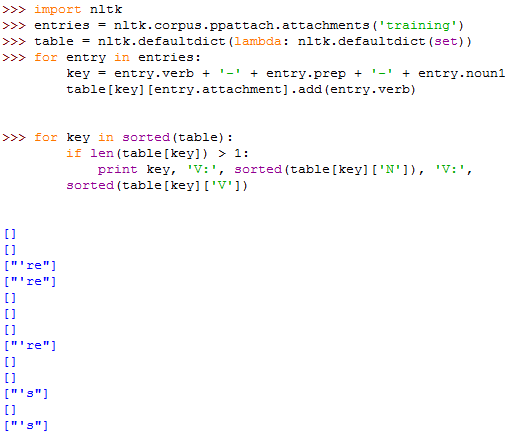 >>> import nltk
>>> entries = nltk.corpus.ppattach.attachments('training')
>>> table = nltk.defaultdict(lambda: nltk.defaultdict(set))
>>> for entry in entries:
        key = entry.verb + '-' + entry.prep + '-' + entry.noun1
        table[key][entry.attachment].add(entry.verb)
>>> for key in sorted(table):
        if len(table[key]) > 1:
            print key, 'V:', sorted(table[key]['N']), 'V:',
        sorted(table[key]['V'])
[]
[]
["'re"]
["'re"]
[]
[]
[]
["'re"]
[]
[]
["'s"]
[]
["'s"]